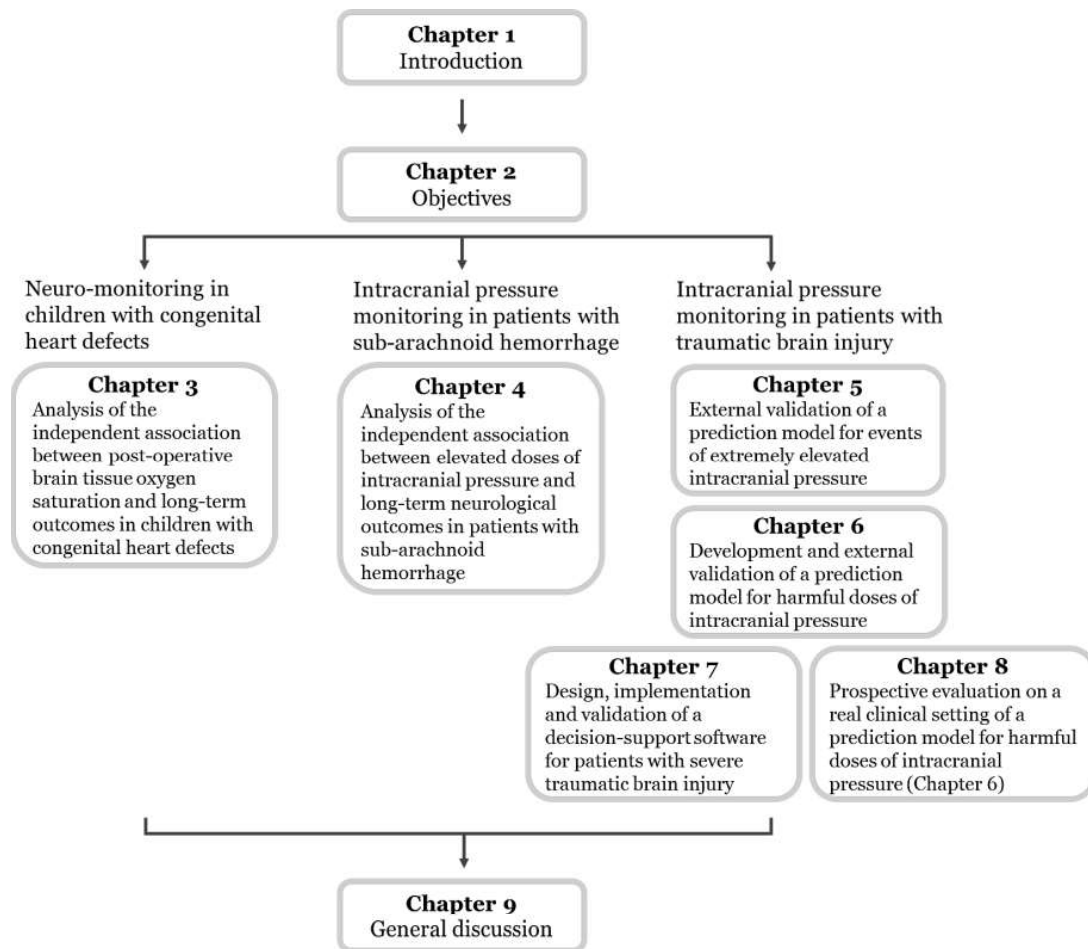 Chapter 1
Introduction
Chapter 2
Objectives
Neuro-monitoring in
children with congenital
heart defects
Chapter 3
Analysis of the
independent association
between post-operative
brain tissue oxygen
saturation and long-term
outcomes in children with
congenital heart defects
Intracranial pressure
monitoring in patients with
sub-arachnoid hemorrhage
Chapter 4
Analysis of the
independent association
between elevated doses of
intracranial pressure and
long-term neurological
outcomes in patients with
sub-arachnoid
hemorrhage
Intracranial pressure
monitoring in patients with
traumatic brain injury
Chapter 5
External validation of a
prediction model for events
of extremely elevated
intracranial pressure
Chapter 6
Development and external
validation of a prediction
model for harmful doses of
intracranial pressure
Chapter 7
Design, implementation
and validation of a
decision-support software
for patients with severe
traumatic brain injury
Chapter 8
Prospective evaluation on a
real clinical setting of a
prediction model for harmful
doses of intracranial
pressure (Chapter 6)
Chapter 9
General discussion